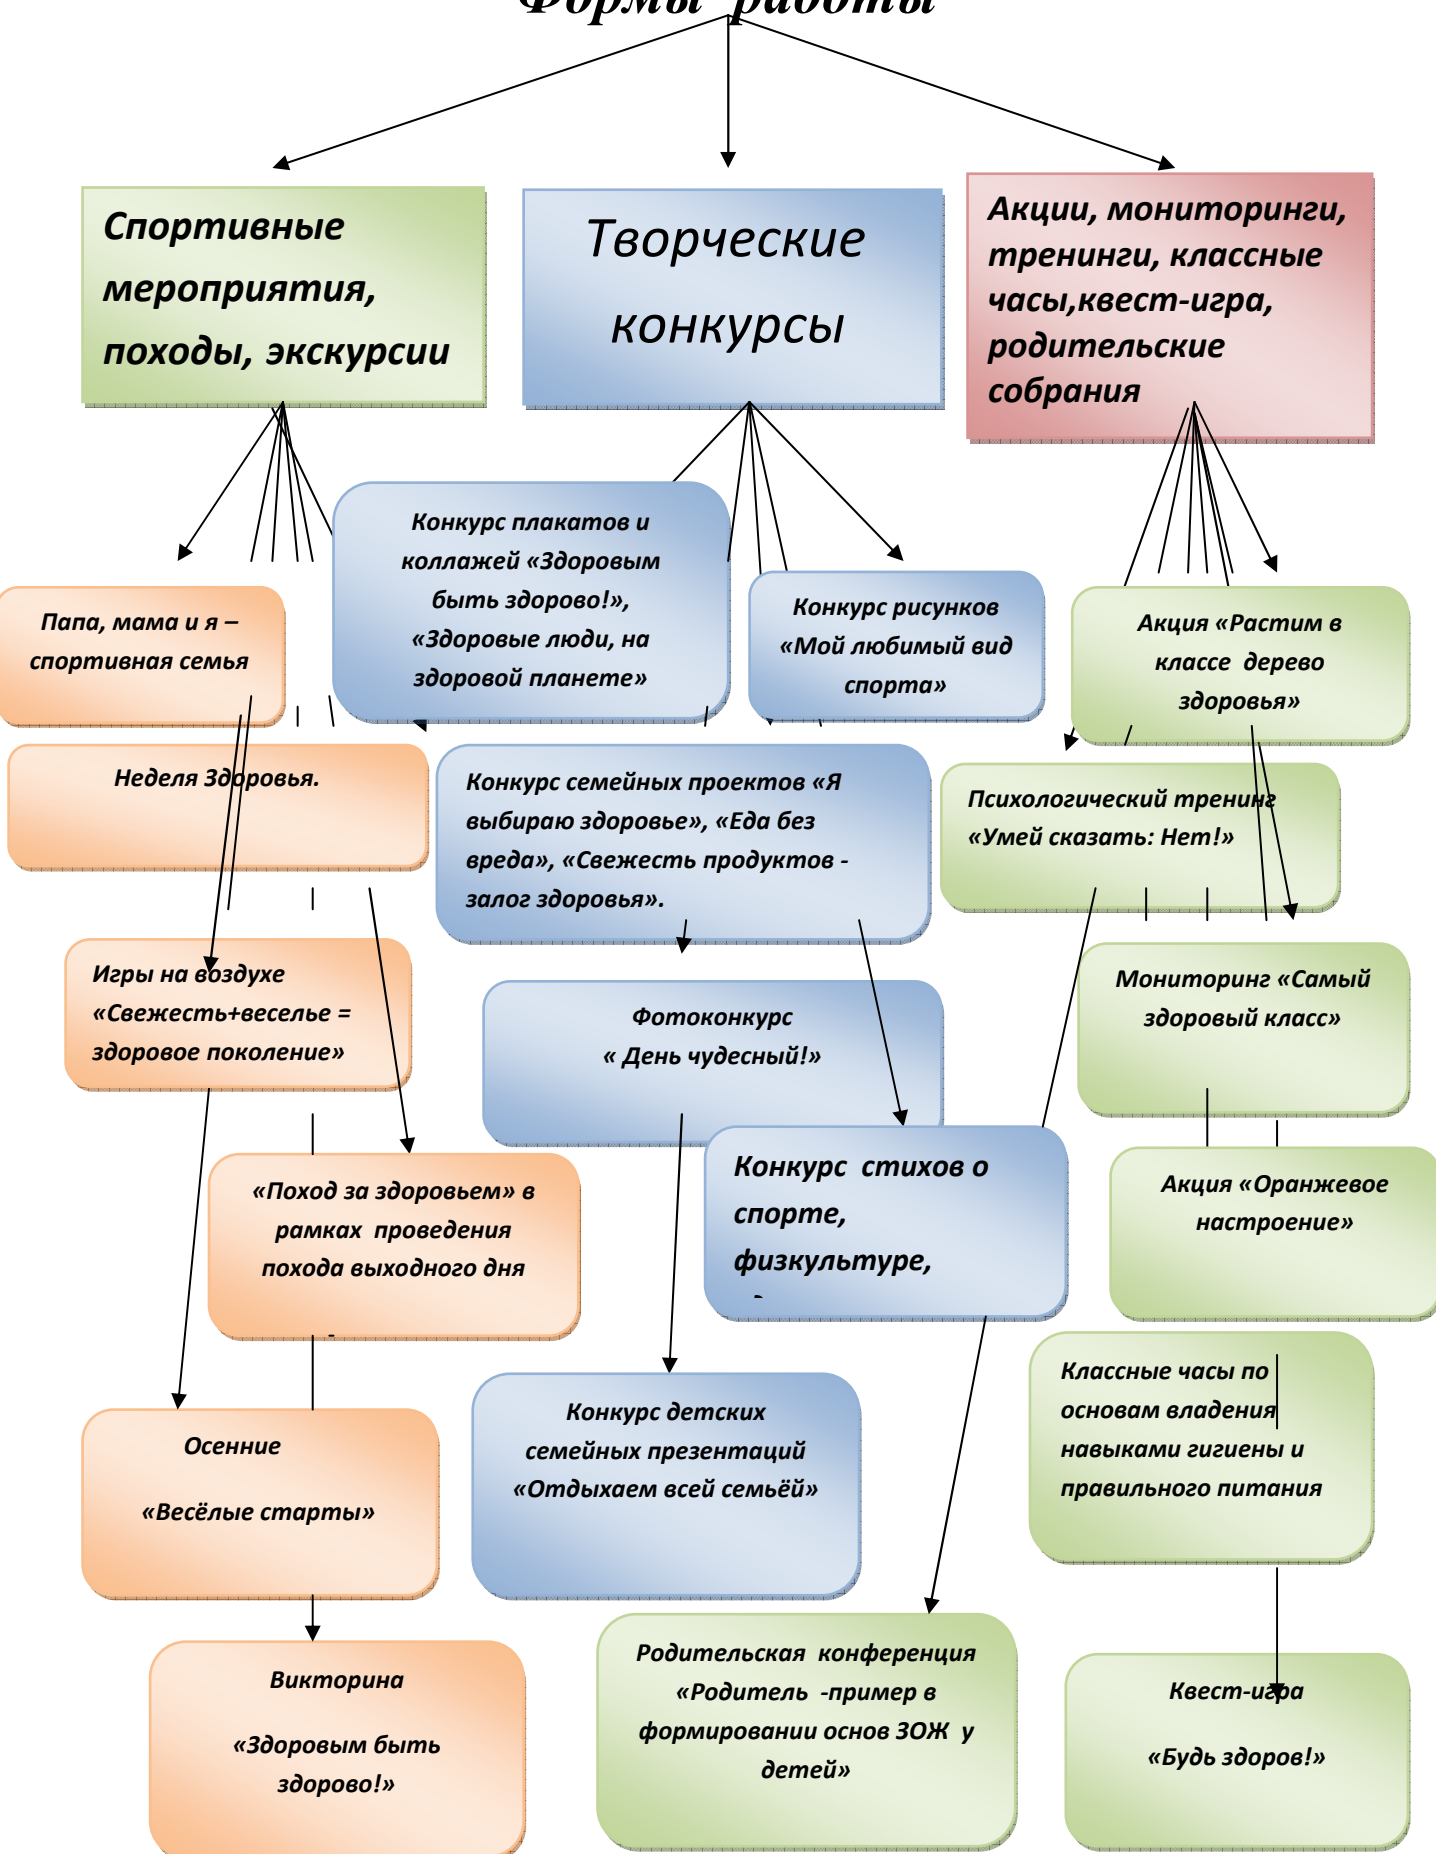 Формы работы
Спортивные
мероприятия,
походы, экскурсии
Творческие
конкурсы
Акции, мониторинги,
тренинги, классные
часы,квест-игра,
родительские
собрания
Конкурс плакатов и
коллажей «Здоровым
быть здорово!»,
«Здоровые люди, на
здоровой планете»
Папа, мама и я –
спортивная семья
Конкурс рисунков
«Мой любимый вид
спорта»
Акция «Растим в
классе дерево
здоровья»
Неделя Здоровья.
Конкурс семейных проектов «Я
выбираю здоровье», «Еда без
вреда», «Свежесть продуктов -
залог здоровья».
Психологический тренинг
«Умей сказать: Нет!»
Игры на воздухе
«Свежесть+веселье =
здоровое поколение»
Фотоконкурс
« День чудесный!»
Мониторинг «Самый
здоровый класс»
«Поход за здоровьем» в
рамках проведения
похода выходного дня
Конкурс стихов о
спорте,
физкультуре,
Акция «Оранжевое
настроение»
Осенние
«Весёлые старты»
Конкурс детских
семейных презентаций
«Отдыхаем всей семьёй»
Классные часы по
основам владения
навыками гигиены и
правильного питания
Викторина
«Здоровым быть
здорово!»
Родительская конференция
«Родитель -пример в
формировании основ ЗОЖ у
детей»
Квест-игра
«Будь здоров!»